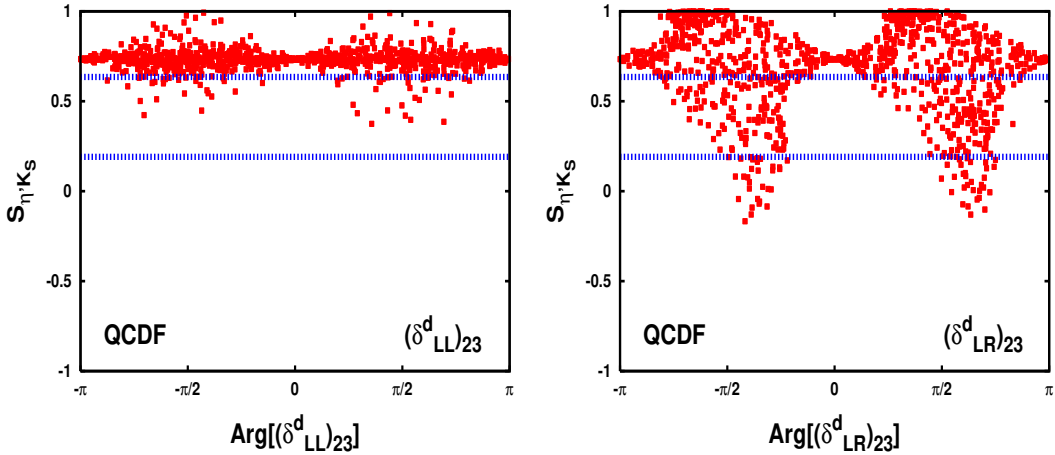 S_η'K_S
1
0.5
0
-0.5
-1
QCDF
(δ^d_LL)_23
-π
-π/2
0
π/2
π
Arg[(δ^d_LL)_23]
S_η'K_S
1
0.5
0
-0.5
-1
QCDF
(δ^d_LR)_23
-π
-π/2
0
π/2
π
Arg[(δ^d_LR)_23]